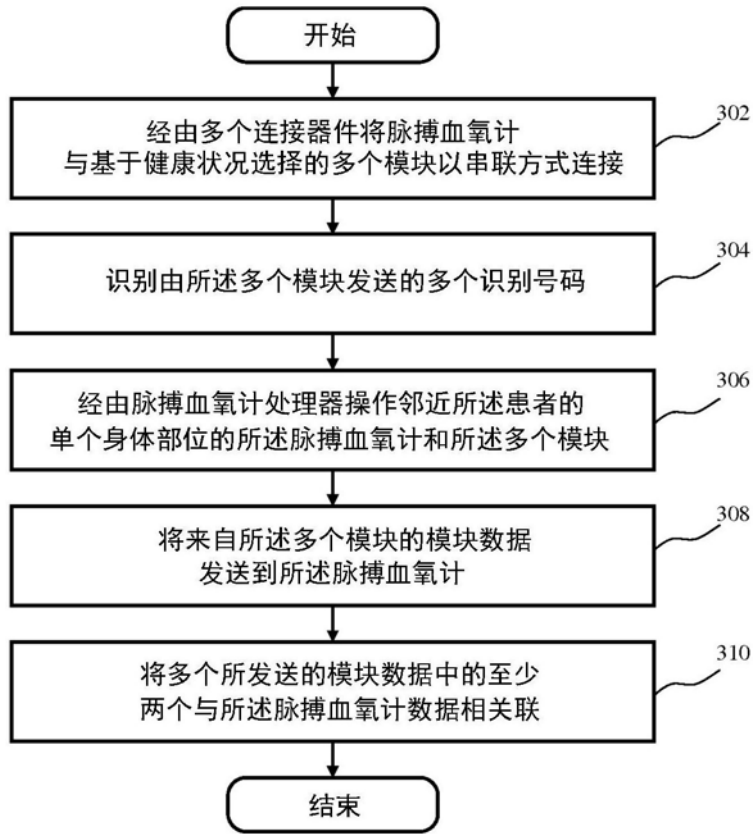 开始
经由多个连接器件将脉搏血氧计
与基于健康状况选择的多个模块以串联方式连接
302
识别由所述多个模块发送的多个识别号码
304
经由脉搏血氧计处理器操作邻近所述患者的
单个身体部位的所述脉搏血氧计和所述多个模块
306
将来自所述多个模块的模块数据
发送到所述脉搏血氧计
308
将多个所发送的模块数据中的至少
两个与所述脉搏血氧计数据相关联
310
结束